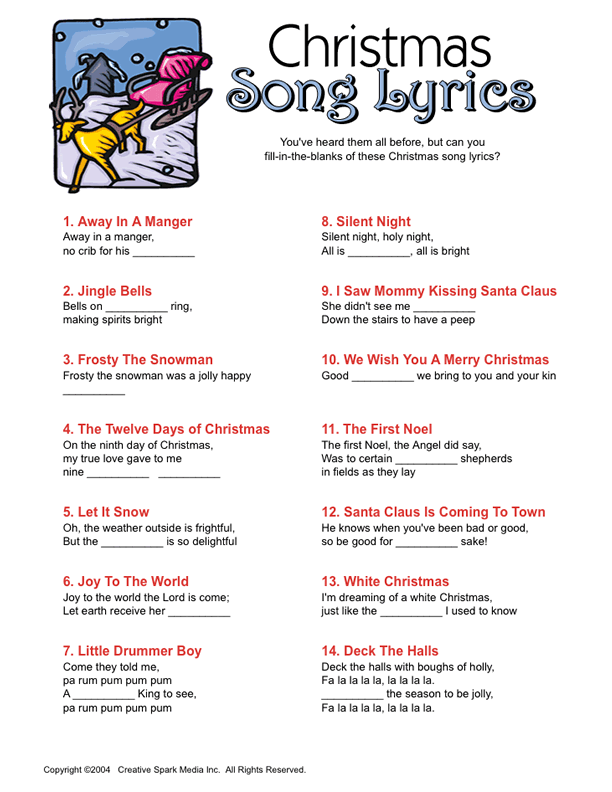 Christmas
Song Lyrics
You've heard them all before, but can you
fill-in-the-blanks of these Christmas song lyrics?
1. Away In A Manger
Away in a manger,
no crib for his __________
2. Jingle Bells
Bells on __________ ring,
making spirits bright
3. Frosty The Snowman
Frosty the snowman was a jolly happy
__________
4. The Twelve Days of Christmas
On the ninth day of Christmas,
my true love gave to me
nine __________ __________
5. Let It Snow
Oh, the weather outside is frightful,
But the __________ is so delightful
6. Joy To The World
Joy to the world the Lord is come;
Let earth receive her __________
7. Little Drummer Boy
Come they told me,
pa rum pum pum pum
A __________ King to see,
pa rum pum pum pum
8. Silent Night
Silent night, holy night,
All is __________, all is bright
9. I Saw Mommy Kissing Santa Claus
She didn't see me __________
Down the stairs to have a peep
10. We Wish You A Merry Christmas
Good __________ we bring to you and your kin
11. The First Noel
The first Noel, the Angel did say,
Was to certain __________ shepherds
in fields as they lay
12. Santa Claus Is Coming To Town
He knows when you've been bad or good,
so be good for __________ sake!
13. White Christmas
I'm dreaming of a white Christmas,
just like the __________ I used to know
14. Deck The Halls
Deck the halls with boughs of holly,
Fa la la la la, la la la la.
__________ the season to be jolly,
Fa la la la la, la la la la.
Copyright ©2004 Creative Spark Media Inc. All Rights Reserved.